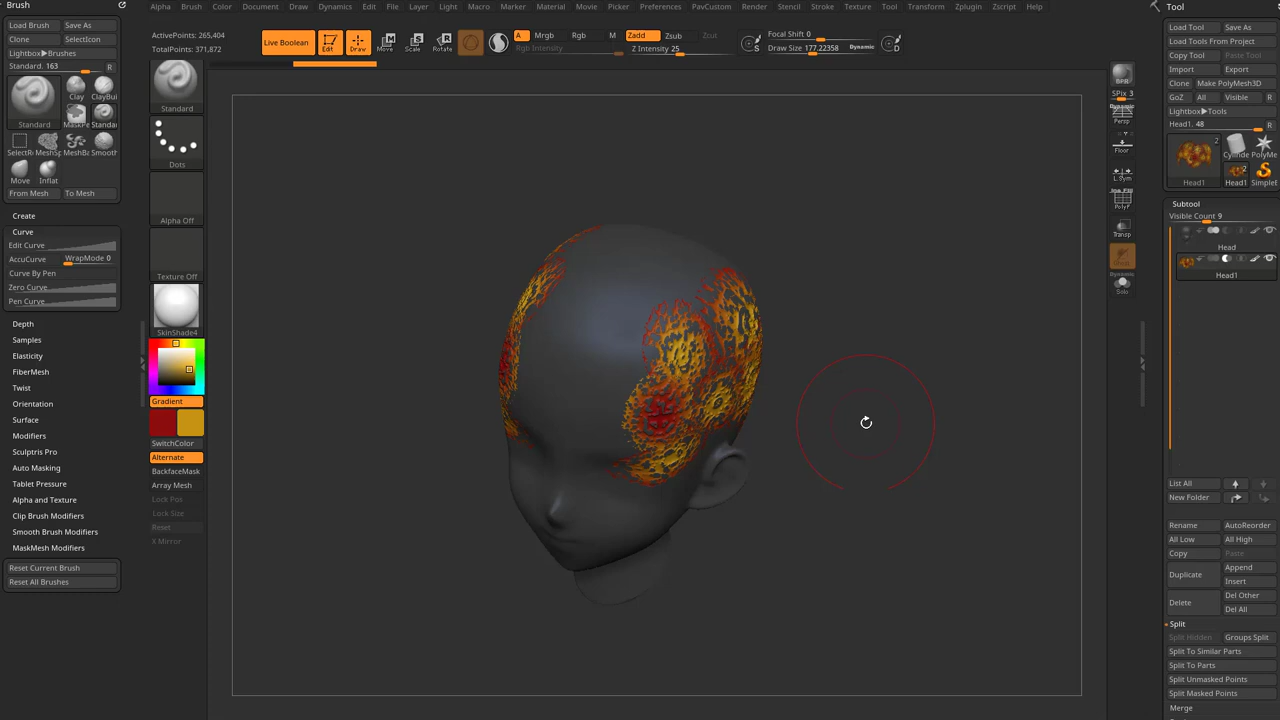 Brush
Alpha Brush Color Document Draw Dynamics Edit File Layer Light Macro Marker Material Movie Picker Preferences PavCustom Render Stencil Stroke Texture Tool Transform Zplugin Zscript Help
Tool
Load Brush Save As
Clone SelectIcon
Lightbox▶Brushes
Standard. 163 R
Standard
Clay ClayBui
MaskPe Standar
SelectRe MeshSp MeshBa Smooth
Move Inflat
From Mesh To Mesh
Create
Curve
Edit Curve
AccuCurve WrapMode 0
Curve By Pen
Zero Curve
Pen Curve
Depth
Samples
Elasticity
FiberMesh
Twist
Orientation
Surface
Modifiers
Sculptris Pro
Auto Masking
Tablet Pressure
Alpha and Texture
Clip Brush Modifiers
Smooth Brush Modifiers
MaskMesh Modifiers
Reset Current Brush
Reset All Brushes
ActivePoints: 265,404
TotalPoints: 371,872
Live Boolean
Edit Draw Move Scale Rotate
A Mrgb Rgb M
Rgb Intensity
Zadd Zsub
Z Intensity 25
S
Focal Shift 0
Draw Size 177.22358 Dynamic
D
Standard
Dots
Alpha Off
Texture Off
SkinShade4
Gradient
SwitchColor
Alternate
BackfaceMask
Array Mesh
Lock Pos
Lock Size
Reset
X Mirror
BPR
SPix 3
Dynamic
Persp
Floor
L.Sym
PolyF
Transp
Dynamic
Solo
Load Tool Save As
Load Tools From Project
Copy Tool Paste Tool
Import Export
Clone Make PolyMesh3D
GoZ All Visible R
Lightbox▶Tools
Head1. 48 R
2
Head1
Cylinde PolyMe
2
Head1 SimpleB
Subtool
Visible Count 9
Head
Head1
List All
New Folder
Rename AutoReorder
All Low All High
Copy Paste
Duplicate Append
Insert
Delete Del Other
Del All
Split
Split Hidden Groups Split
Split To Similar Parts
Split To Parts
Split Unmasked Points
Split Masked Points
Merge